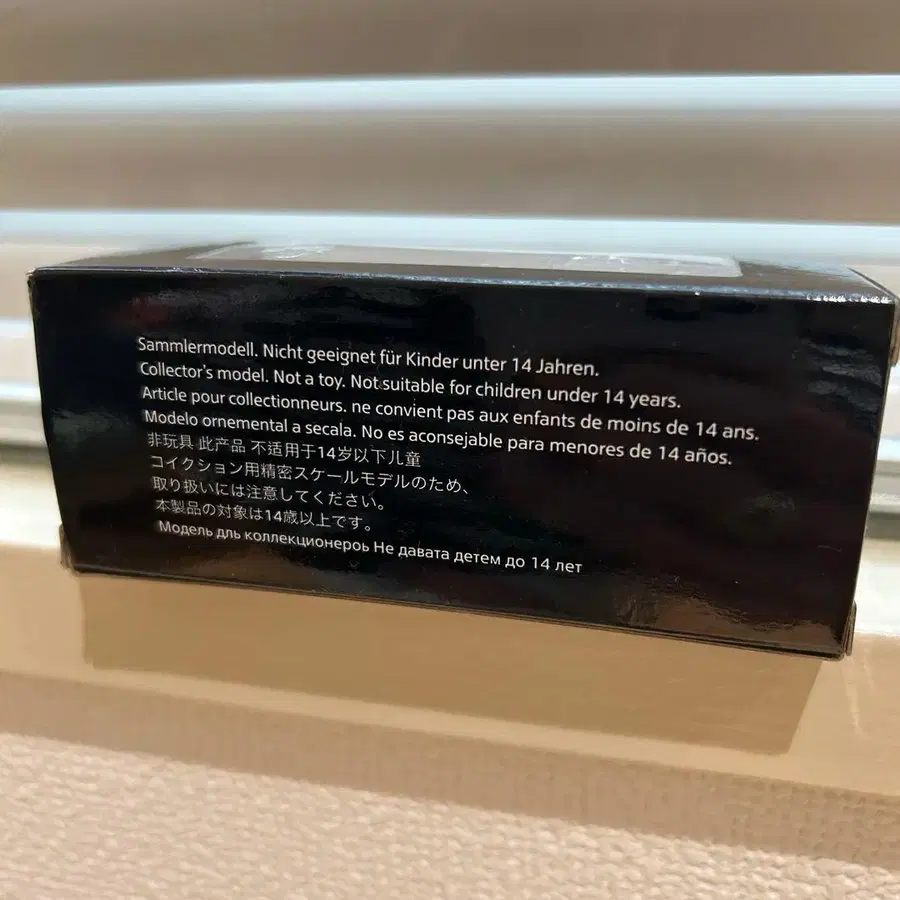 Sammlermodell. Nicht geeignet für Kinder unter 14 Jahren.
Collector's model. Not a toy. Not suitable for children under 14 years.
Article pour collectionneurs. ne convient pas aux enfants de moins de 14 ans.
Modelo ornemental a secala. No es aconsejable para menores de 14 años.
非玩具 此产品 不适用于14岁以下儿童
コイクション用精密スケールモデルのため、
取り扱いには注意してください。
本製品の対象は14歳以上です。
Модель дпь коллекционероь Не давата детем до 14 лет